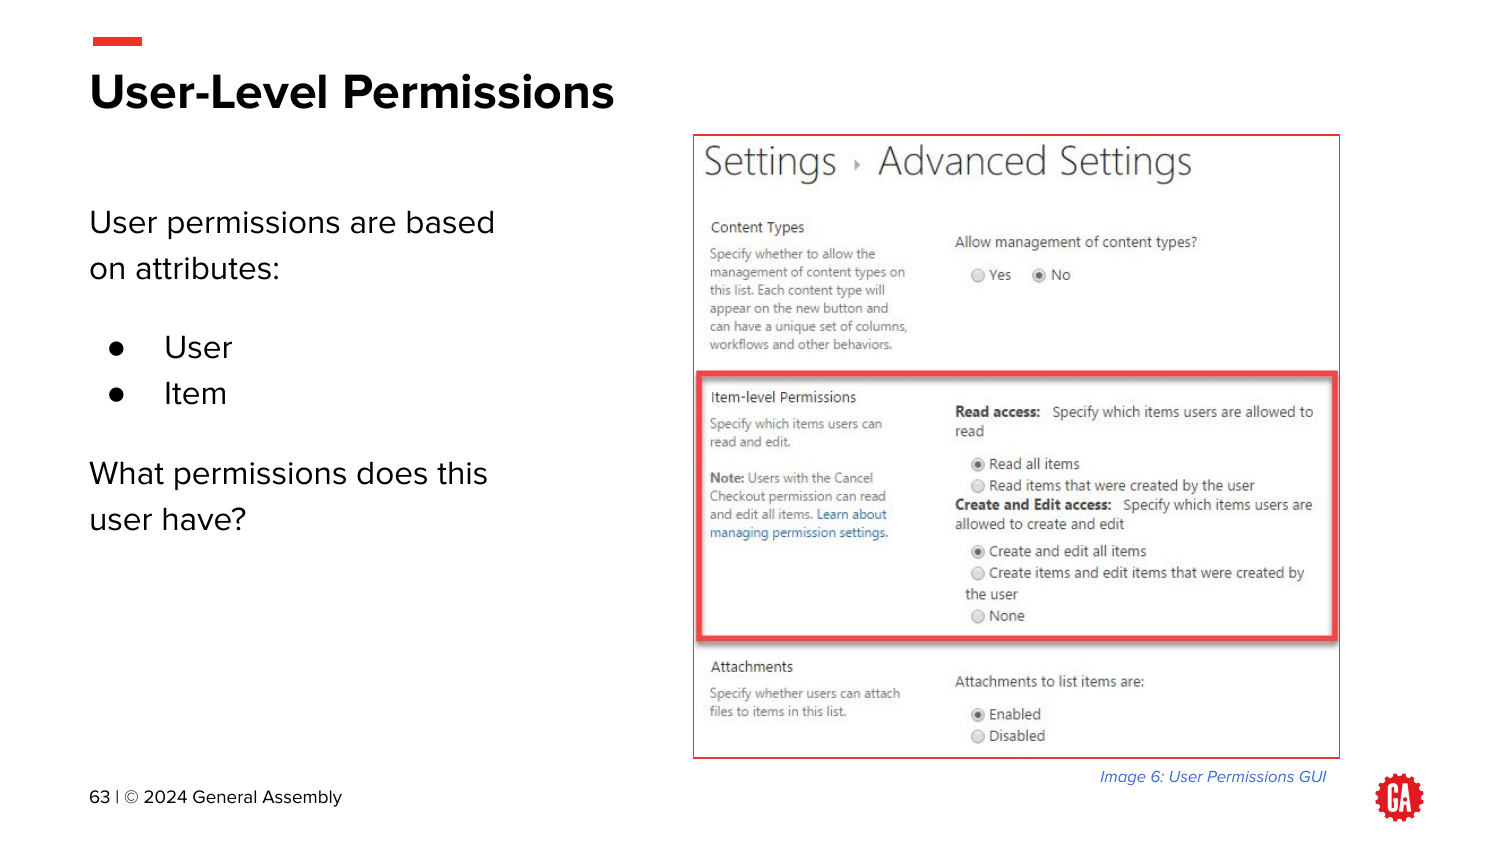 User-Level Permissions
User permissions are based
on attributes:
● User
● Item
What permissions does this
user have?
Settings ▸ Advanced Settings
Content Types
Specify whether to allow the
management of content types on
this list. Each content type will
appear on the new button and
can have a unique set of columns,
workflows and other behaviors.
Allow management of content types?
Yes No
Item-level Permissions
Specify which items users can
read and edit.
Note: Users with the Cancel
Checkout permission can read
and edit all items. Learn about
managing permission settings.
Read access: Specify which items users are allowed to
read
Read all items
Read items that were created by the user
Create and Edit access: Specify which items users are
allowed to create and edit
Create and edit all items
Create items and edit items that were created by
the user
None
Attachments
Specify whether users can attach
files to items in this list.
Attachments to list items are:
Enabled
Disabled
Image 6: User Permissions GUI
63 | © 2024 General Assembly
GA